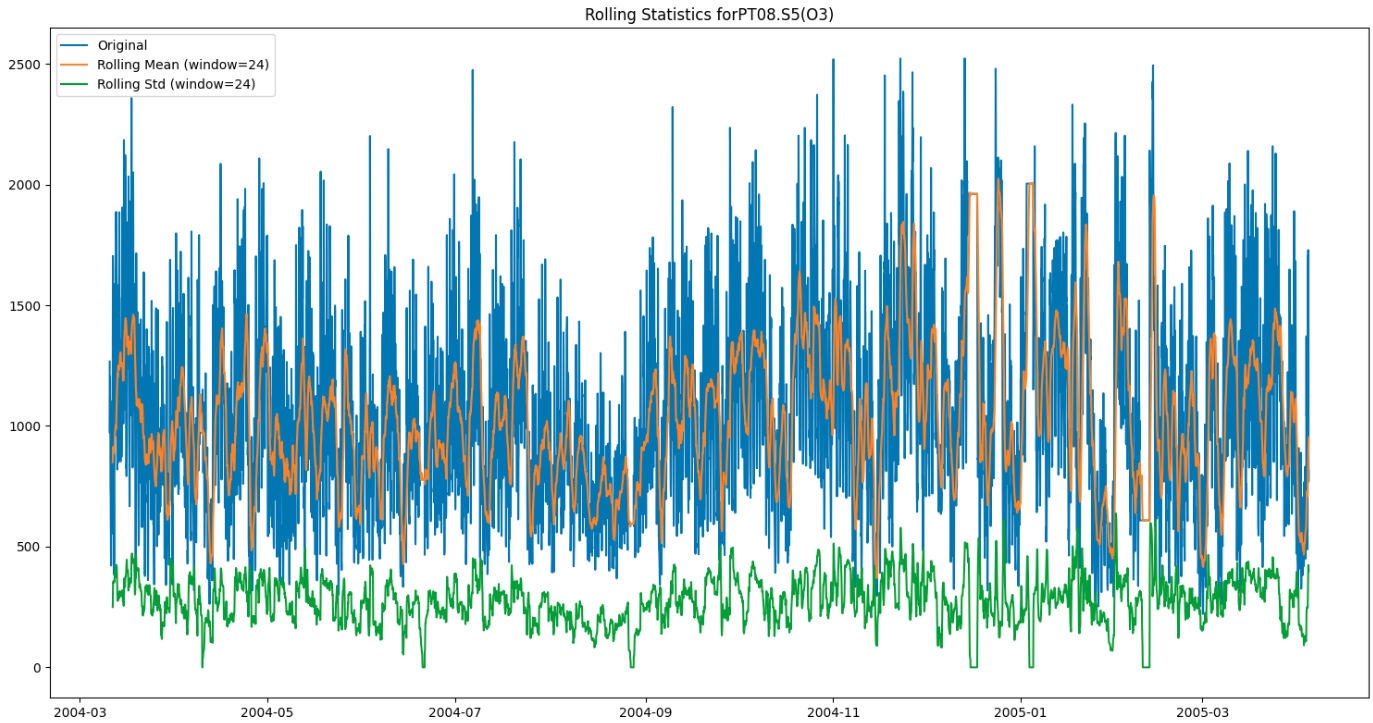 Rolling Statistics forPT08.S5(O3)
Original
Rolling Mean (window=24)
Rolling Std (window=24)
2500
2000
1500
1000
500
0
2004-03 2004-05 2004-07 2004-09 2004-11 2005-01 2005-03